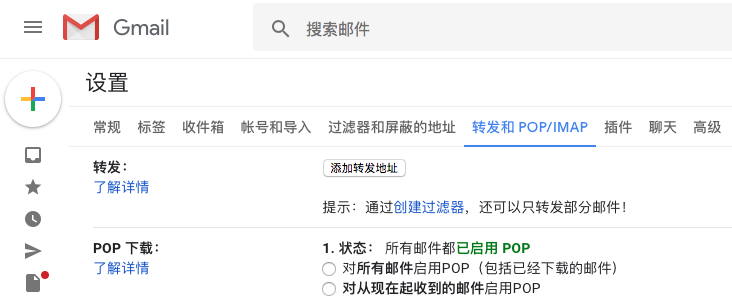 Gmail
搜索邮件
设置
常规 标签 收件箱 帐号和导入 过滤器和屏蔽的地址 转发和 POP/IMAP 插件 聊天 高级
转发： 添加转发地址
了解详情
提示：通过创建过滤器，还可以只转发部分邮件！
POP 下载： 1. 状态： 所有邮件都已启用 POP
了解详情 对所有邮件启用POP（包括已经下载的邮件）
对从现在起收到的邮件启用POP